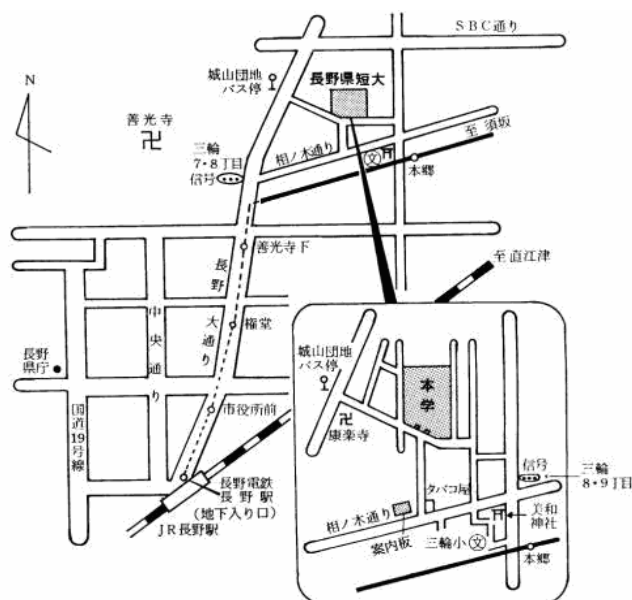 SBC通り
城山団地
バス停
長野県短大
N
善光寺
相ノ木通り
至須坂
三輪
7・8丁目
信号
文
本郷
善光寺下
至直江津
長野大通り
中央通り
権堂
長野
県庁
国道19号線
市役所前
長野電鉄
長野駅
(地下入り口)
JR長野駅
城山団地
バス停
本学
康楽寺
信号
三輪
8・9丁目
タバコ屋
相ノ木通り
案内板
美和
神社
三輪小
文
本郷